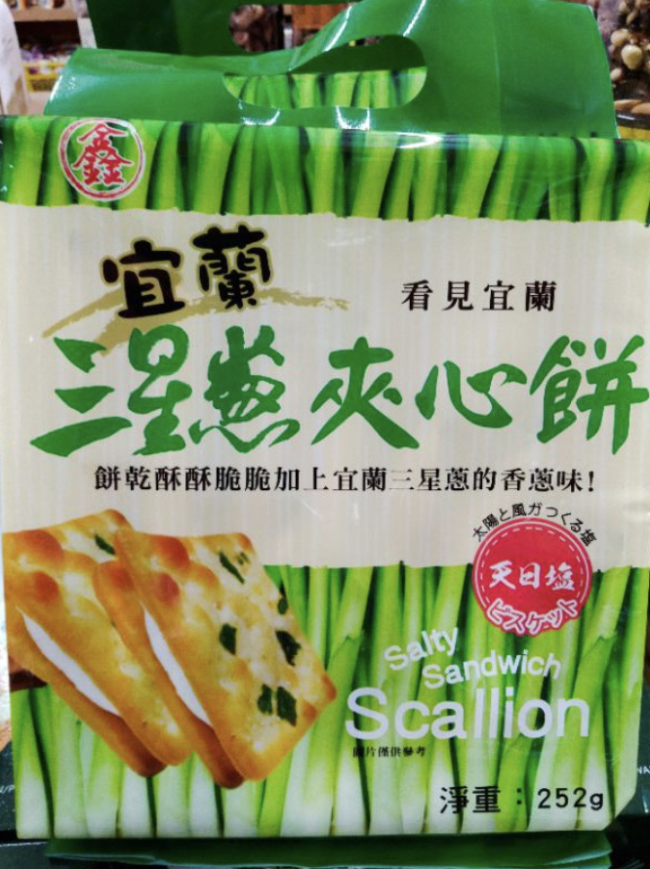 鑫
宜蘭
看見宜蘭
三星蔥夾心餅
餅乾酥酥脆脆加上宜蘭三星蔥的香蔥味!
太陽と風ガつくる塩
天日塩
ビスケット
Salty
Sandwich
Scallion
圖片僅供參考
淨重:252g